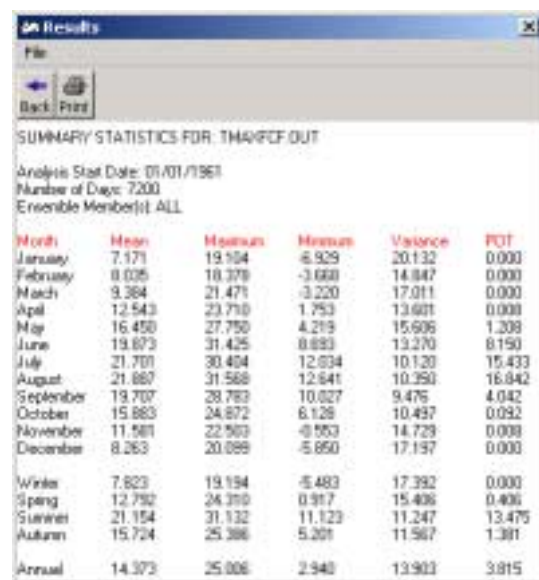 Results
File
Back Print
SUMMARY STATISTICS FOR: TMAXFCF.OUT
Analysis Start Date: 01/01/1961
Number of Days: 7200
Ensemble Member(s): ALL
Month Mean Maximum Minimum Variance POT
January 7.171 19.104 -6.929 20.132 0.000
February 8.035 18.370 -3.668 14.847 0.000
March 9.384 21.471 -3.220 17.011 0.000
April 12.543 23.710 1.753 13.601 0.000
May 16.450 27.750 4.219 15.606 1.208
June 19.873 31.425 8.693 13.270 8.150
July 21.701 30.404 12.034 10.120 15.433
August 21.887 31.568 12.641 10.350 16.842
September 19.707 28.783 10.027 9.476 4.042
October 15.883 24.872 6.128 10.497 0.092
November 11.581 22.503 -0.553 14.729 0.008
December 8.263 20.099 -5.850 17.197 0.000
Winter 7.823 19.194 -5.483 17.392 0.000
Spring 12.792 24.310 0.917 15.406 0.406
Summer 21.154 31.132 11.123 11.247 13.475
Autumn 15.724 25.386 5.201 11.567 1.381
Annual 14.373 25.006 2.940 13.903 3.815